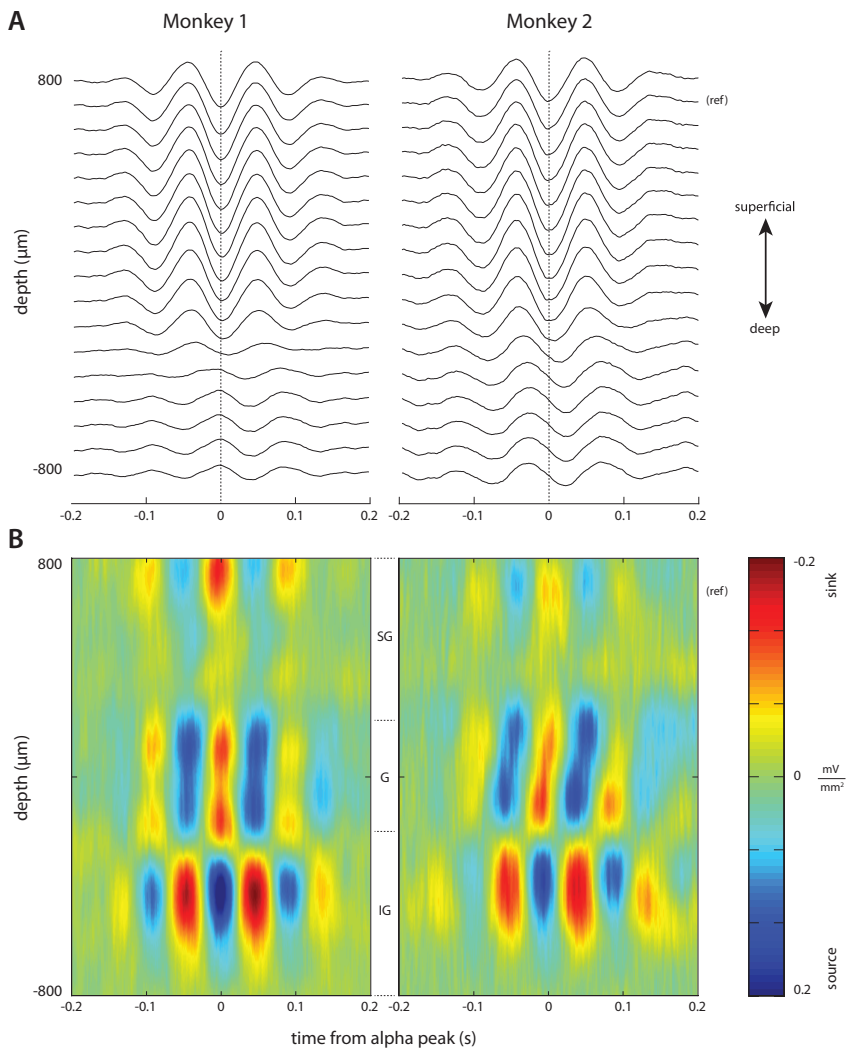 A
Monkey 1
Monkey 2
800
(ref)
superficial
depth (µm)
deep
-800
-0.2 -0.1 0 0.1 0.2
-0.2 -0.1 0 0.1 0.2
B
800
-0.2
sink
(ref)
SG
depth (µm)
G
0
mV
mm²
IG
source
-800
0.2
-0.2 -0.1 0 0.1 0.2
-0.2 -0.1 0 0.1 0.2
time from alpha peak (s)